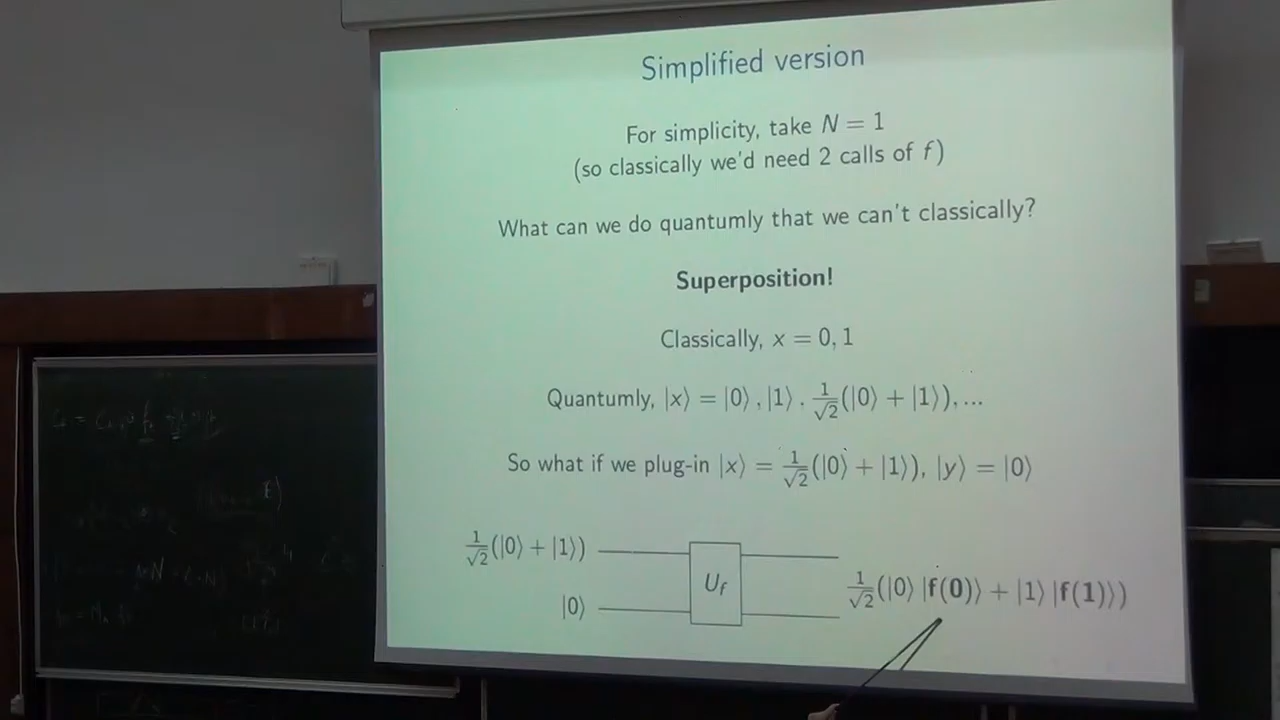 Simplified version
For simplicity, take N = 1
(so classically we'd need 2 calls of f)
What can we do quantumly that we can't classically?
Superposition!
Classically, x = 0, 1
Quantumly, |x⟩ = |0⟩ , |1⟩ , 1/√2(|0⟩ + |1⟩), ...
So what if we plug-in |x⟩ = 1/√2(|0⟩ + |1⟩), |y⟩ = |0⟩
1/√2(|0⟩ + |1⟩)
|0⟩
U_f
1/√2(|0⟩ |f(0)⟩ + |1⟩ |f(1)⟩)